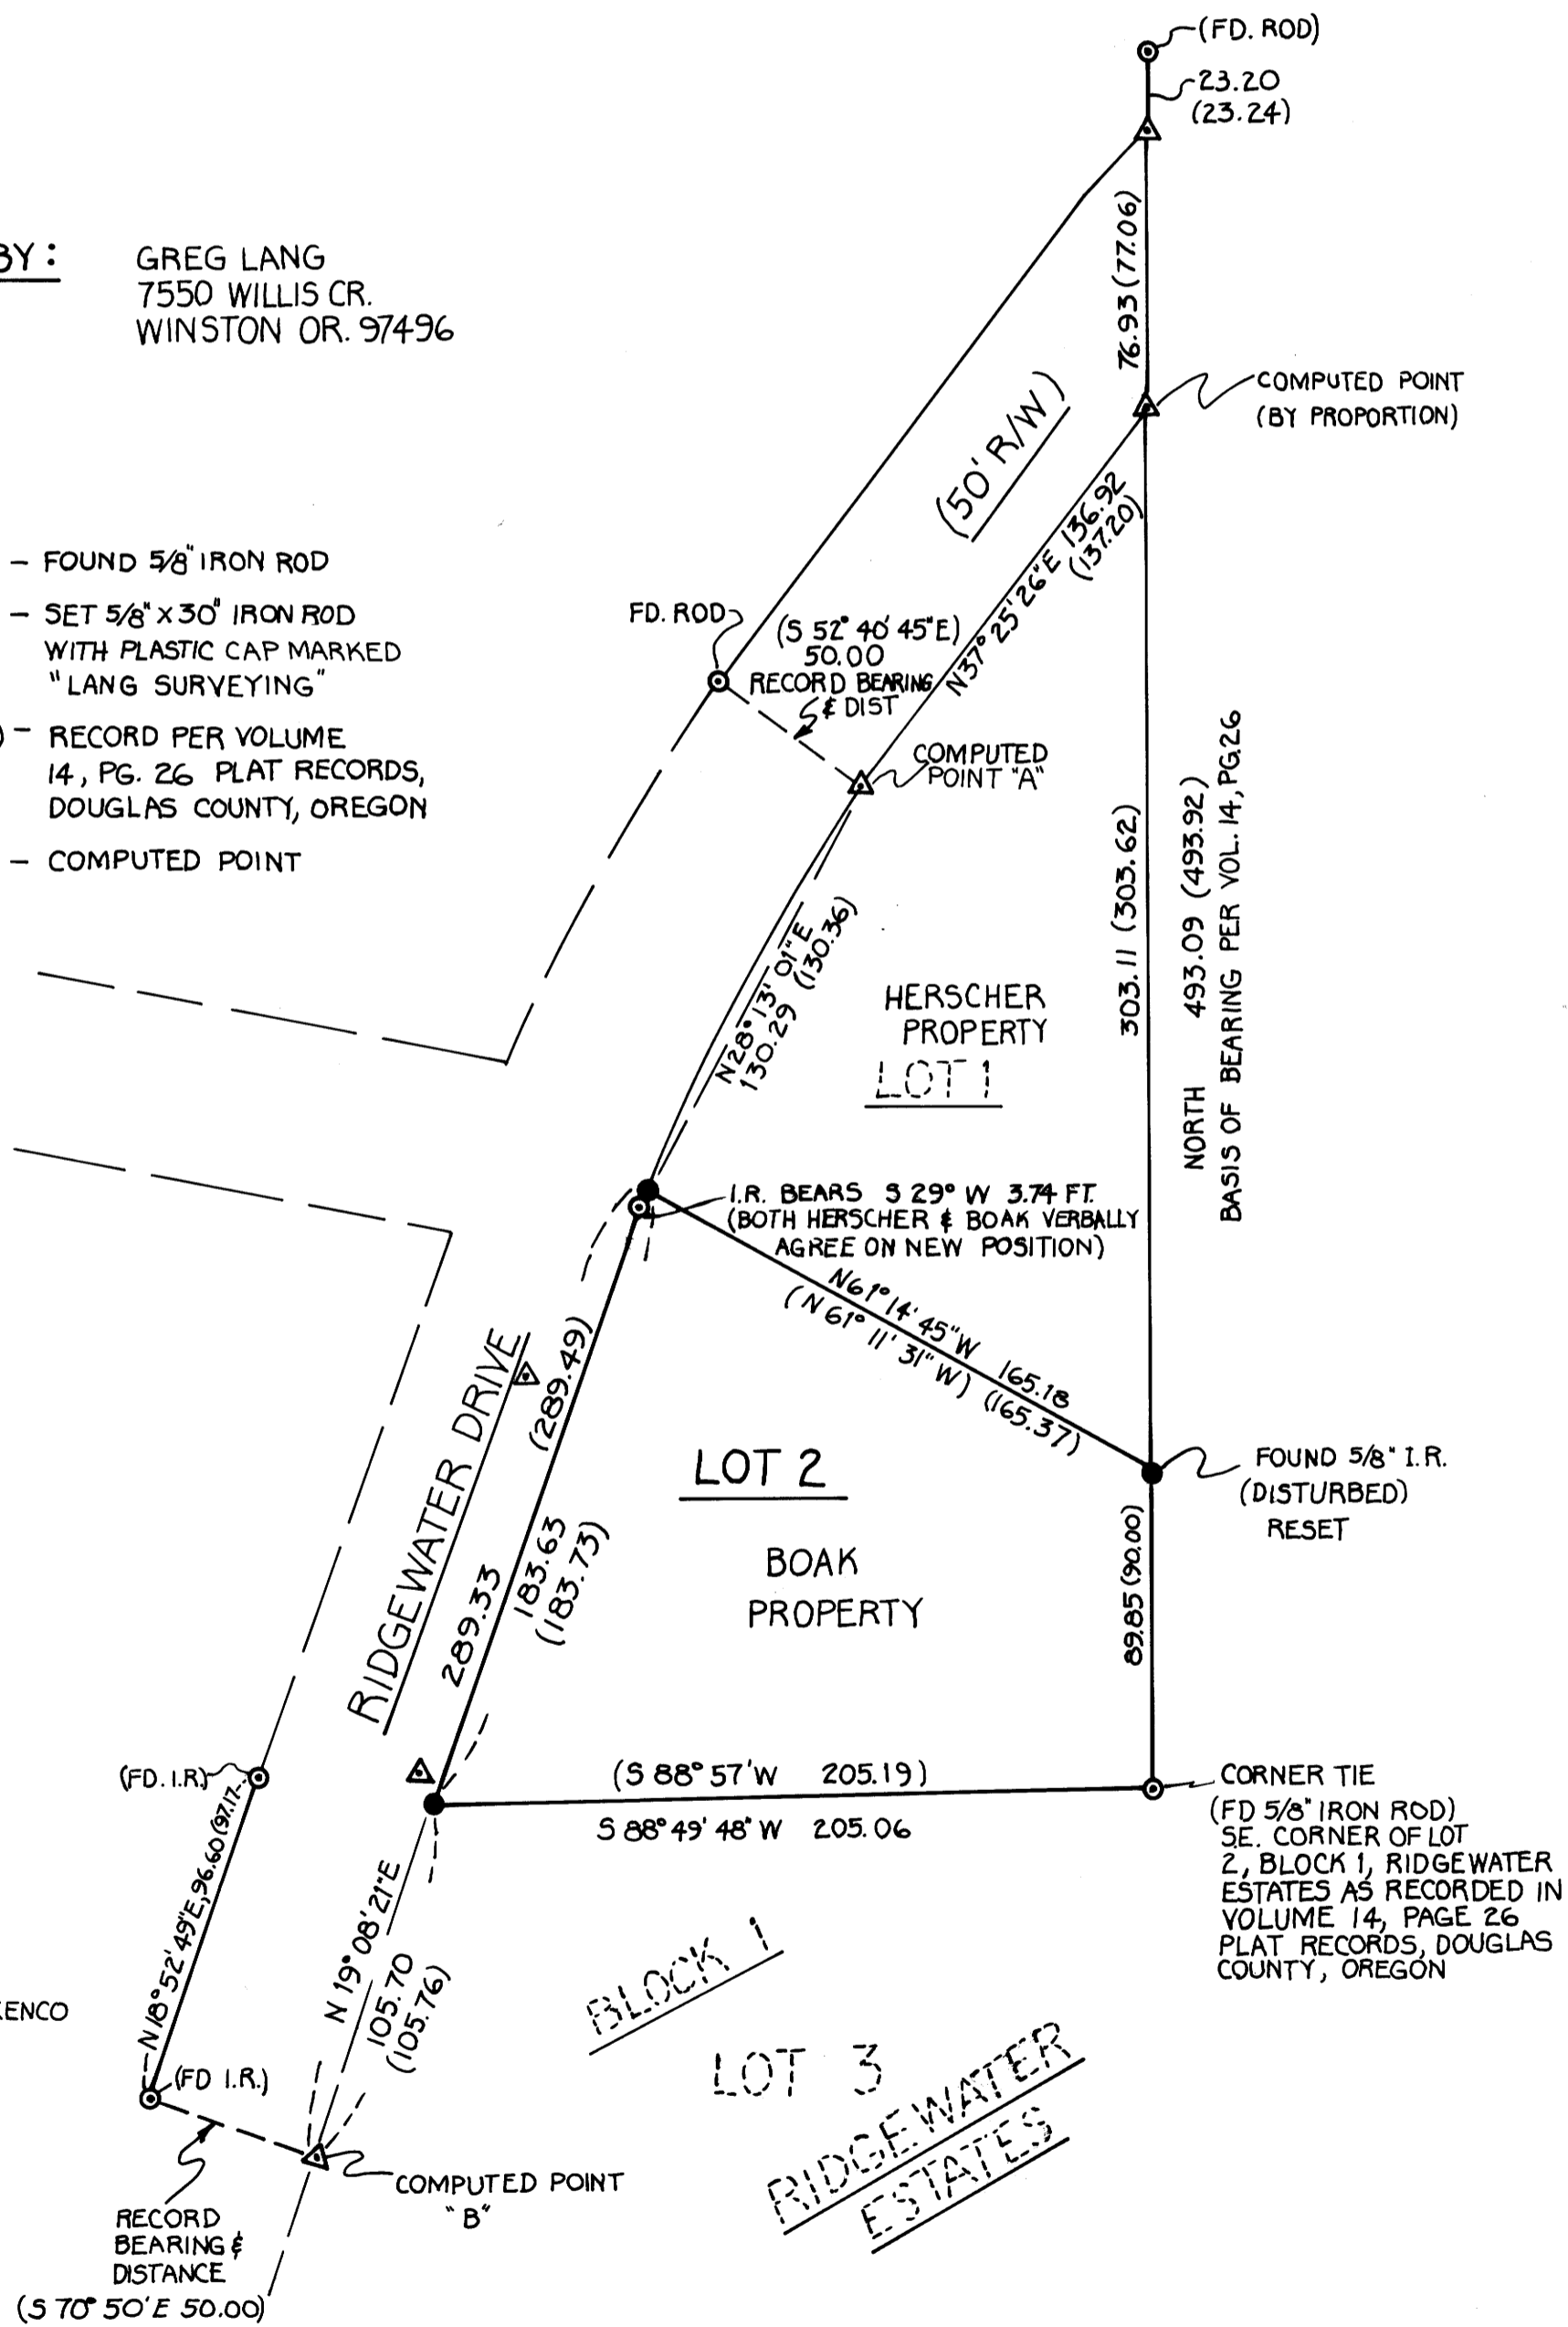 (FD. ROD)
23.20
(23.24)
BY:
GREG LANG
7550 WILLIS CR.
WINSTON OR. 97496
76.93 (77.06)
COMPUTED POINT
(BY PROPORTION)
(50' R/W)
N37°25'26"E 136.92
(137.20)
– FOUND 5/8" IRON ROD
– SET 5/8" X 30" IRON ROD
WITH PLASTIC CAP MARKED
"LANG SURVEYING"
) – RECORD PER VOLUME
14, PG. 26 PLAT RECORDS,
DOUGLAS COUNTY, OREGON
– COMPUTED POINT
FD. ROD
(S 52° 40' 45"E)
50.00
RECORD BEARING
& DIST
COMPUTED
POINT "A"
303.11 (303.62)
NORTH 493.09 (493.92)
BASIS OF BEARING PER VOL. 14, PG.26
N28°13'01"E
130.29 (130.36)
HERSCHER
PROPERTY
LOT 1
I.R. BEARS S 29° W 3.74 FT.
(BOTH HERSCHER & BOAK VERBALLY
AGREE ON NEW POSITION)
N61°14'45"W 165.18
(N61°11'31"W) (165.37)
RIDGEWATER DRIVE
(289.49)
289.33
183.63
(183.73)
LOT 2
BOAK
PROPERTY
FOUND 5/8" I.R.
(DISTURBED)
RESET
89.85 (90.00)
(FD. I.R.)
(S 88° 57'W 205.19)
S 88° 49' 48" W 205.06
CORNER TIE
(FD 5/8" IRON ROD)
S.E. CORNER OF LOT
2, BLOCK 1, RIDGEWATER
ESTATES AS RECORDED IN
VOLUME 14, PAGE 26
PLAT RECORDS, DOUGLAS
COUNTY, OREGON
N18°52'49"E, 96.60 (97.17
N 19° 08' 21"E
105.70
(105.76)
BLOCK 1
LOT 3
RIDGEWATER
ESTATES
ENCO
(FD I.R.)
COMPUTED POINT
"B"
RECORD
BEARING &
DISTANCE
(S 70° 50'E 50.00)